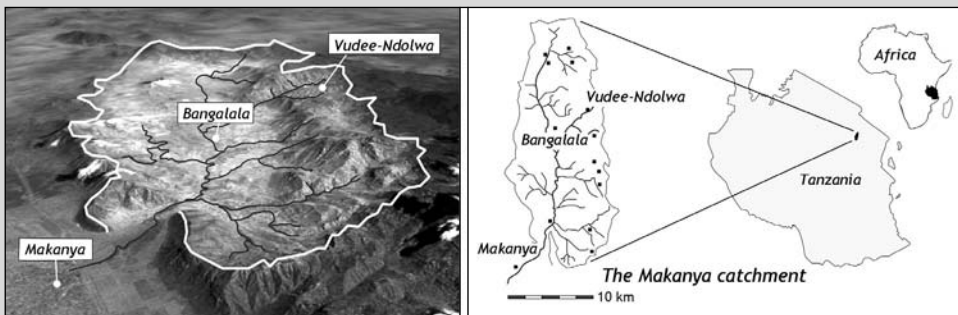 Vudee-Ndolwa
Bangalala
Makanya
Africa
Vudee-Ndolwa
Bangalala
Tanzania
Makanya
The Makanya catchment
10 km